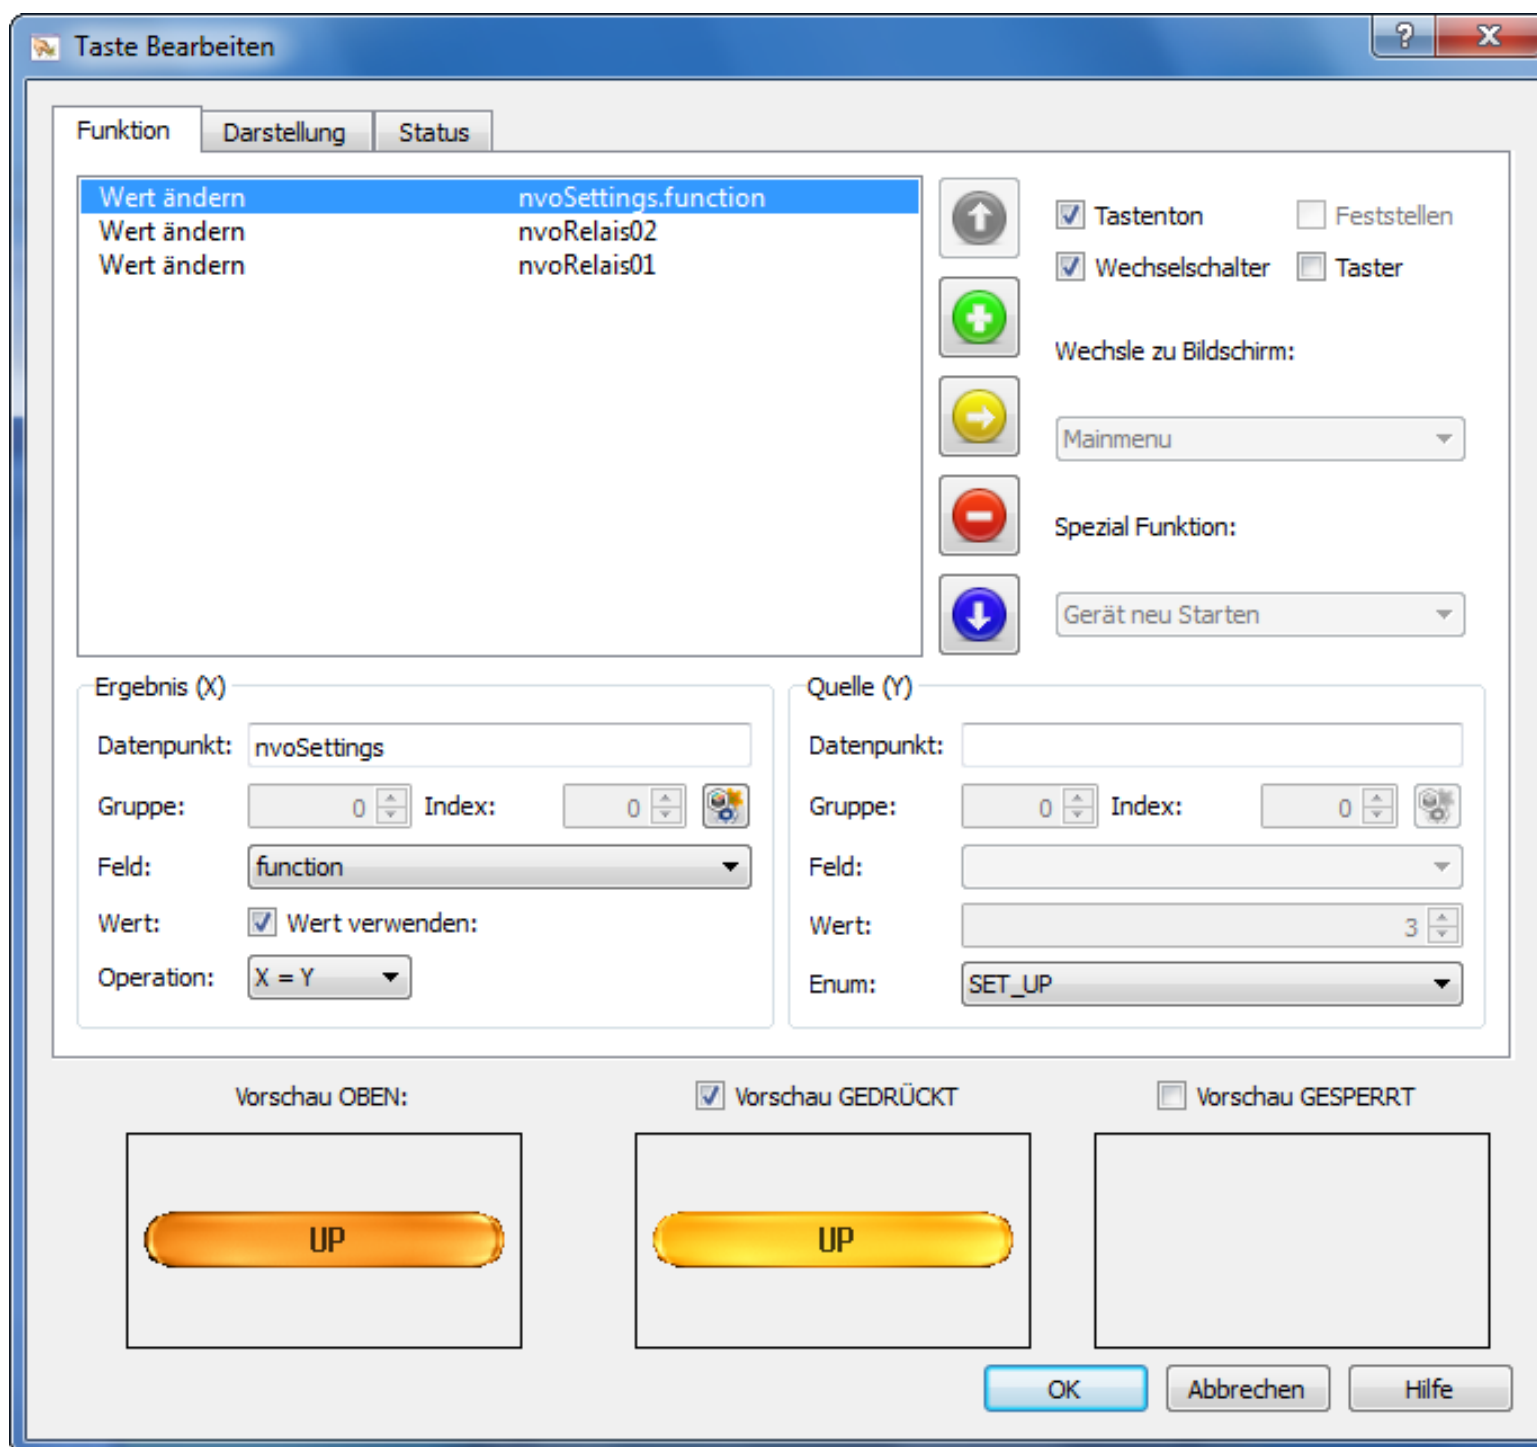 Taste Bearbeiten
?
X
Funktion Darstellung Status
Wert ändern nvoSettings.function
Wert ändern nvoRelais02
Wert ändern nvoRelais01
Tastenton Feststellen
Wechselschalter Taster
Wechsle zu Bildschirm:
Mainmenu
Spezial Funktion:
Gerät neu Starten
Ergebnis (X)
Datenpunkt: nvoSettings
Gruppe: 0 Index: 0
Feld: function
Wert: Wert verwenden:
Operation: X = Y
Quelle (Y)
Datenpunkt:
Gruppe: 0 Index: 0
Feld:
Wert: 3
Enum: SET_UP
Vorschau OBEN: Vorschau GEDRÜCKT Vorschau GESPERRT
UP UP
OK Abbrechen Hilfe